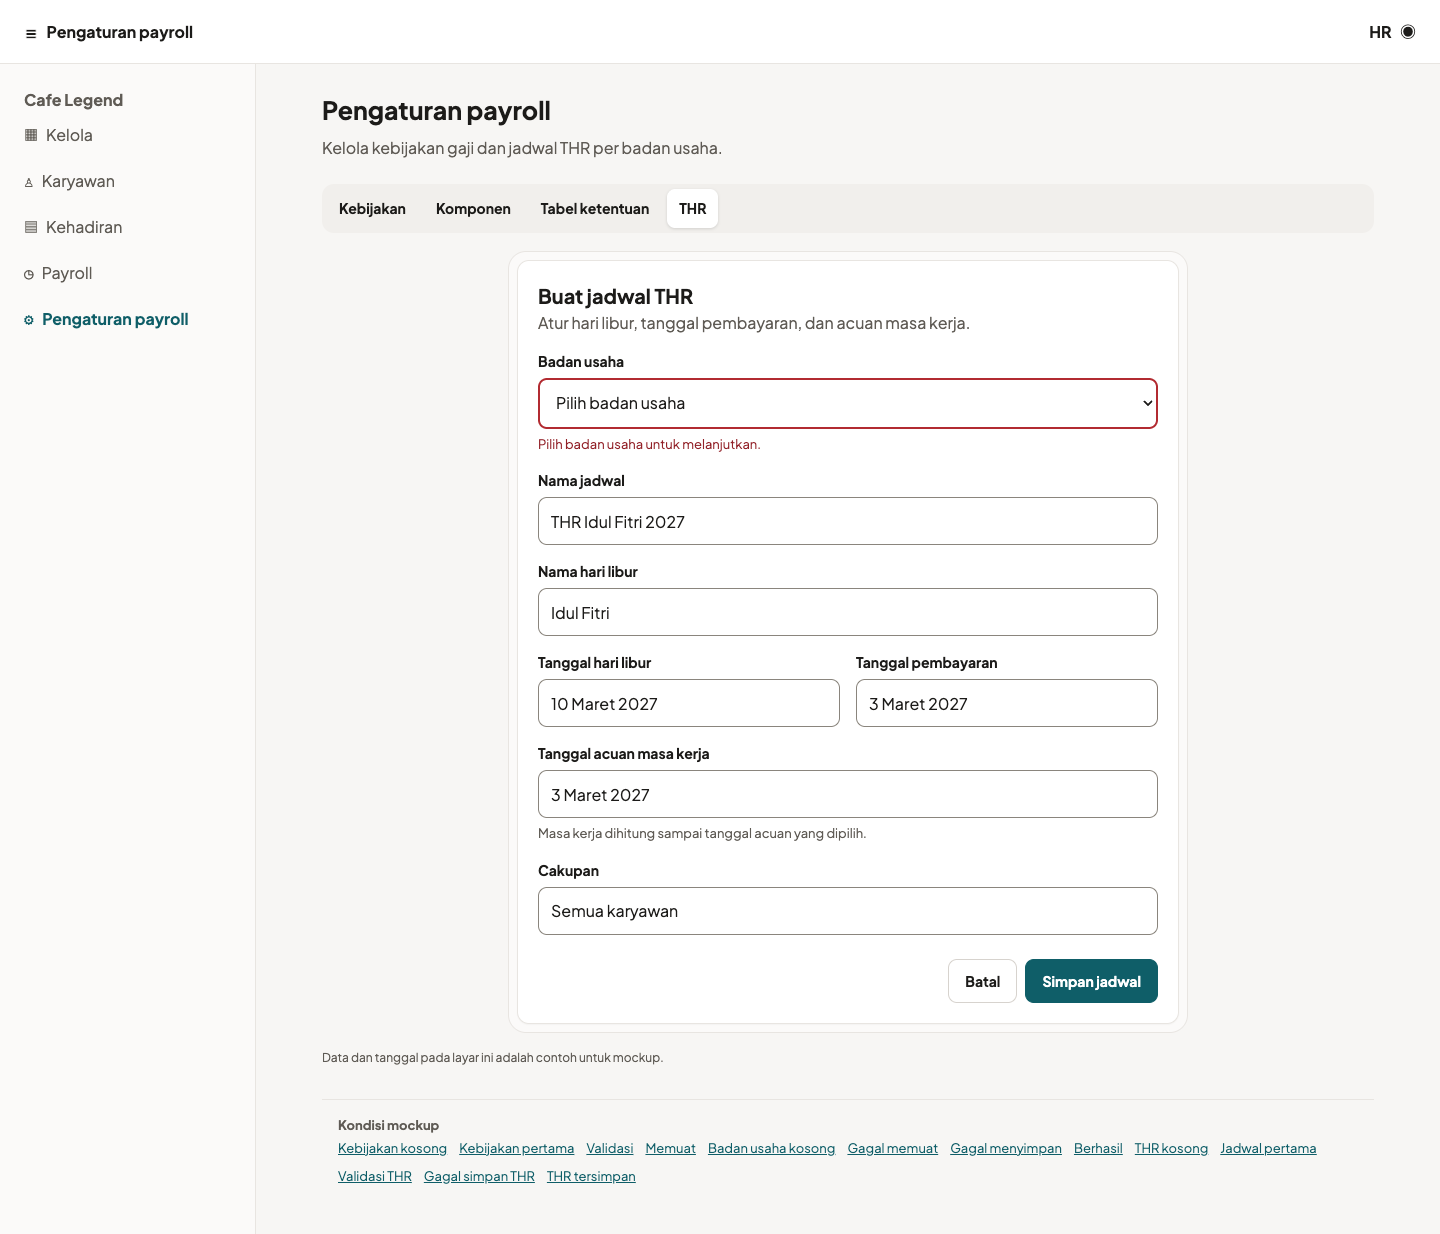 Pengaturan payroll
HR
Cafe Legend
Kelola
Karyawan
Kehadiran
Payroll
Pengaturan payroll
Pengaturan payroll
Kelola kebijakan gaji dan jadwal THR per badan usaha.
Kebijakan Komponen Tabel ketentuan THR
Buat jadwal THR
Atur hari libur, tanggal pembayaran, dan acuan masa kerja.
Badan usaha
Pilih badan usaha
Pilih badan usaha untuk melanjutkan.
Nama jadwal
THR Idul Fitri 2027
Nama hari libur
Idul Fitri
Tanggal hari libur Tanggal pembayaran
10 Maret 2027 3 Maret 2027
Tanggal acuan masa kerja
3 Maret 2027
Masa kerja dihitung sampai tanggal acuan yang dipilih.
Cakupan
Semua karyawan
Batal Simpan jadwal
Data dan tanggal pada layar ini adalah contoh untuk mockup.
Kondisi mockup
Kebijakan kosong Kebijakan pertama Validasi Memuat Badan usaha kosong Gagal memuat Gagal menyimpan Berhasil THR kosong Jadwal pertama
Validasi THR Gagal simpan THR THR tersimpan